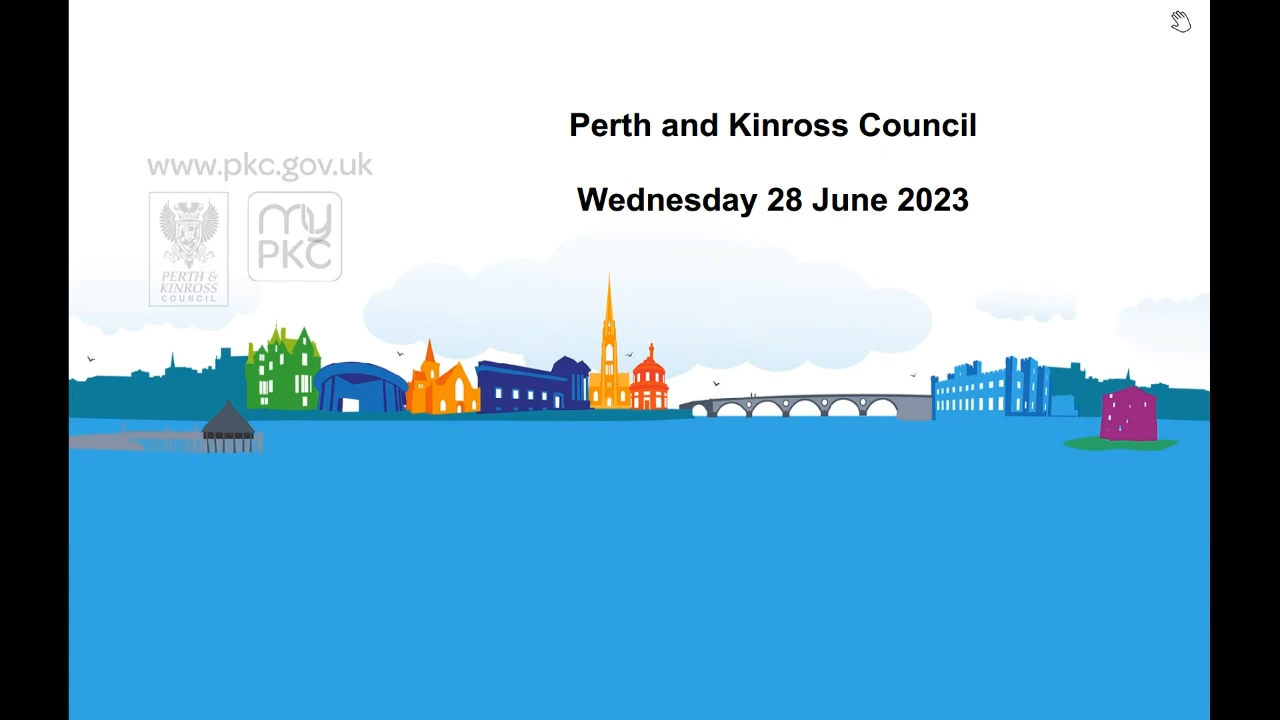 Perth and Kinross Council
www.pkc.gov.uk
Wednesday 28 June 2023
my
PKC
PERTH &
KINROSS
COUNCIL